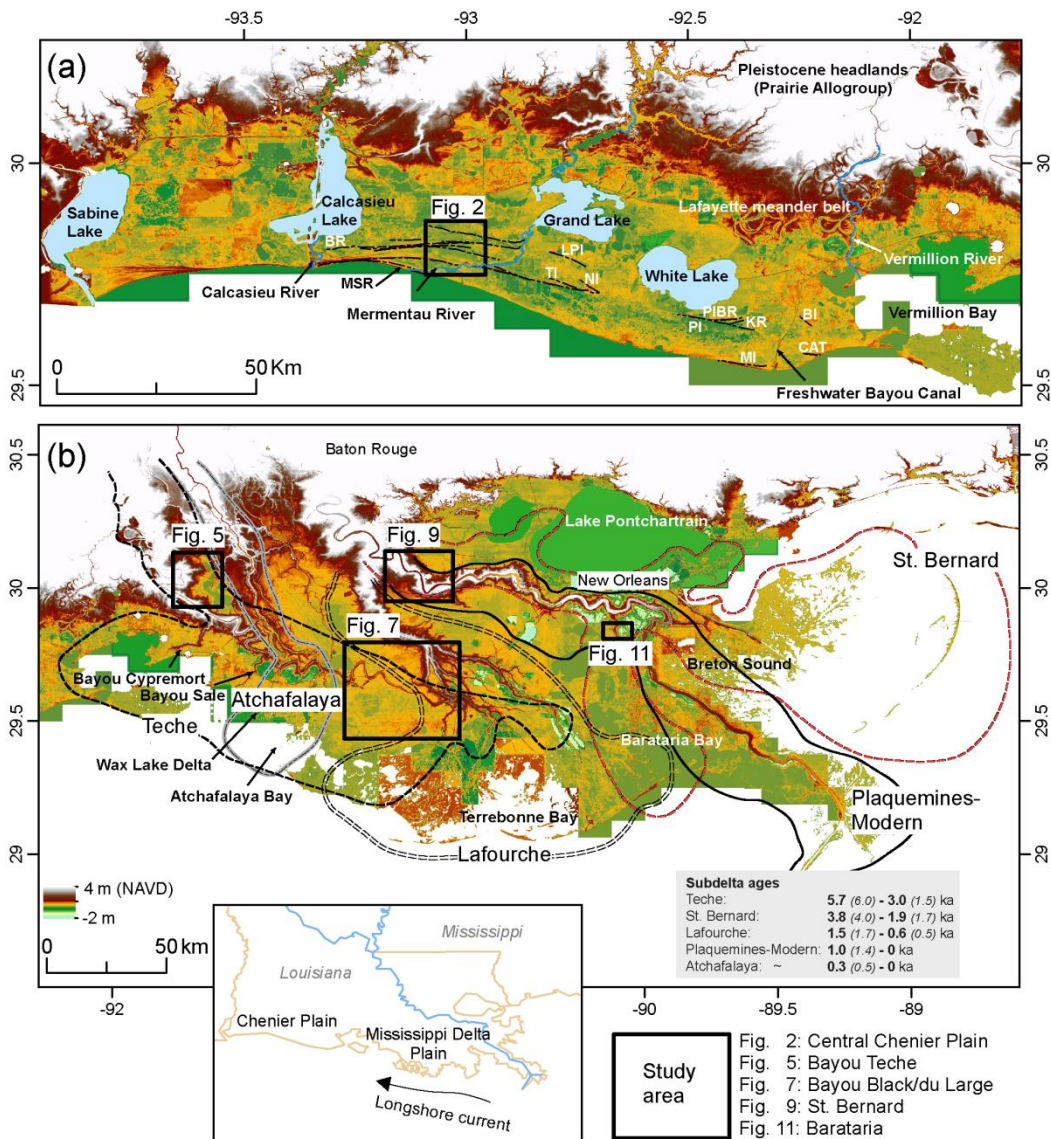 -93.5
-93
-92.5
-92
(a)
Pleistocene headlands
(Prairie Allogroup)
30
30
Sabine
Lake
Calcasieu
Lake
Fig. 2
Grand Lake
Lafayette meander belt
BR
LPI
Vermillion River
TI
NI
White Lake
Calcasieu River
MSR
Mermentau River
PIBR
PI
KR
BI
Vermillion Bay
MI
CAT
0
50 Km
Freshwater Bayou Canal
29.5
29.5
30.5
30.5
(b)
Baton Rouge
Lake Pontchartrain
Fig. 5
Fig. 9
St. Bernard
30
30
New Orleans
Fig. 7
Fig. 11
Breton Sound
Bayou Cypremort
Bayou Sale
Atchafalaya
29.5
29.5
Teche
Barataria Bay
Wax Lake Delta
Atchafalaya Bay
Plaquemines-
Modern
Terrebonne Bay
Lafourche
29
29
4 m (NAVD)
-2 m
Subdelta ages
Teche: 5.7 (6.0) - 3.0 (1.5) ka
St. Bernard: 3.8 (4.0) - 1.9 (1.7) ka
Lafourche: 1.5 (1.7) - 0.6 (0.5) ka
Plaquemines-Modern: 1.0 (1.4) - 0 ka
Atchafalaya: ~ 0.3 (0.5) - 0 ka
0
50 km
-92
-90
-89.5
-89
Mississippi
Louisiana
Chenier Plain
Mississippi Delta
Plain
Longshore current
Study
area
Fig. 2: Central Chenier Plain
Fig. 5: Bayou Teche
Fig. 7: Bayou Black/du Large
Fig. 9: St. Bernard
Fig. 11: Barataria